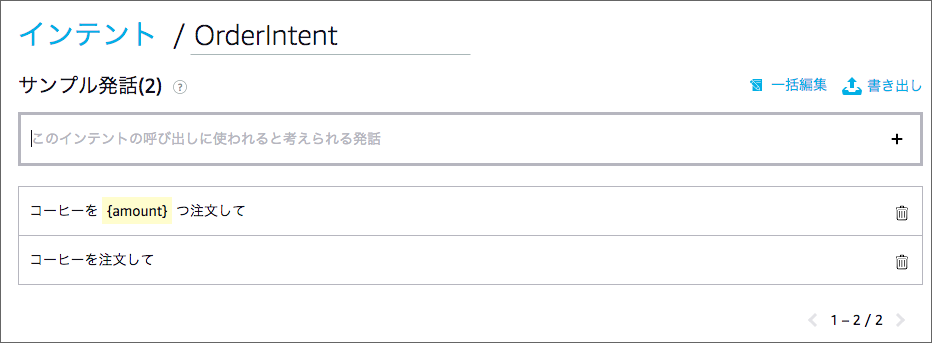 インテント / OrderIntent
サンプル発話(2) ? 一括編集 書き出し
このインテントの呼び出しに使われると考えられる発話 +
コーヒーを {amount} つ注文して
コーヒーを注文して
1 – 2 / 2